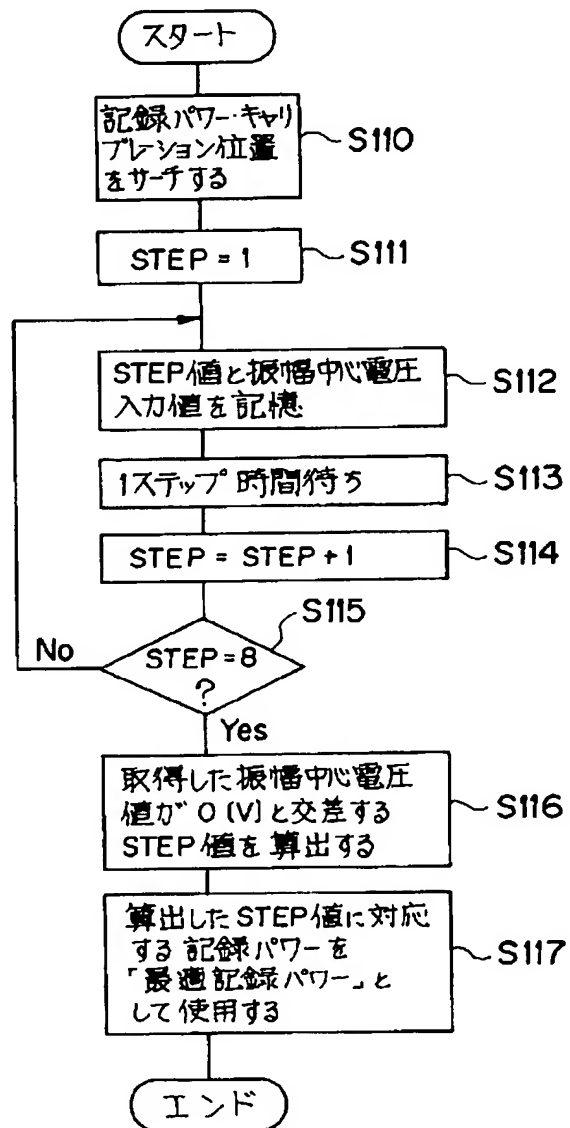 スタート
記録パワー・キャリ
ブレーション位置
をサーチする
S110
STEP = 1
S111
STEP値と振幅中心電圧
入力値を記憶
S112
1ステップ時間待ち
S113
STEP = STEP + 1
S114
S115
STEP = 8
?
No
Yes
取得した振幅中心電圧
値が 0 [V] と交差する
STEP値を算出する
S116
算出したSTEP値に対応
する記録パワーを
「最適記録パワー」と
して使用する
S117
エンド